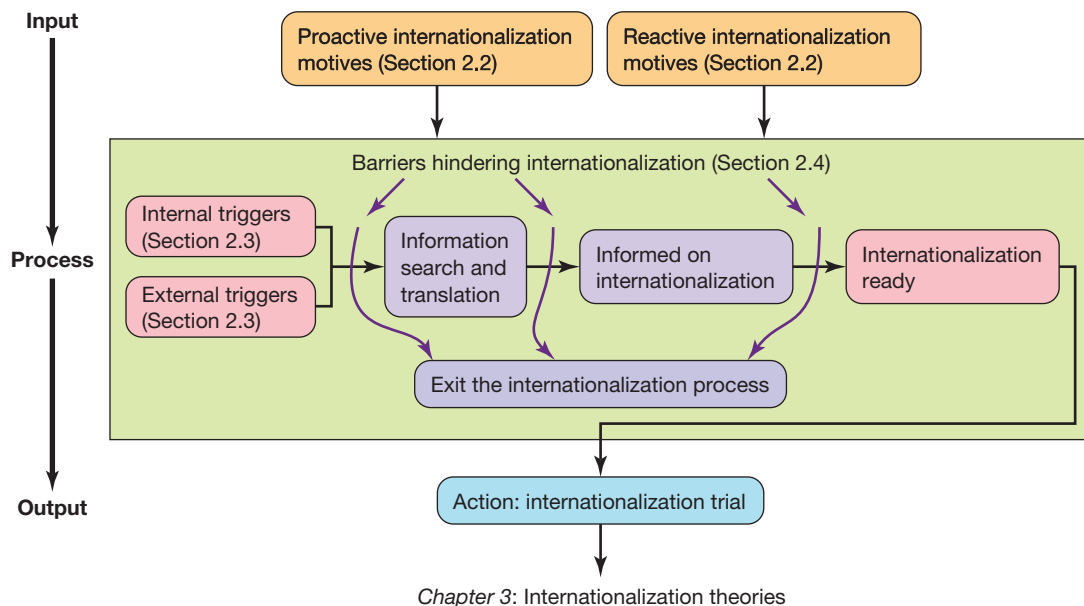 Input
Proactive internationalization
motives (Section 2.2)
Reactive internationalization
motives (Section 2.2)
Barriers hindering internationalization (Section 2.4)
Internal triggers
(Section 2.3)
Process
External triggers
(Section 2.3)
Information
search and
translation
Informed on
internationalization
Internationalization
ready
Exit the internationalization process
Output
Action: internationalization trial
Chapter 3: Internationalization theories